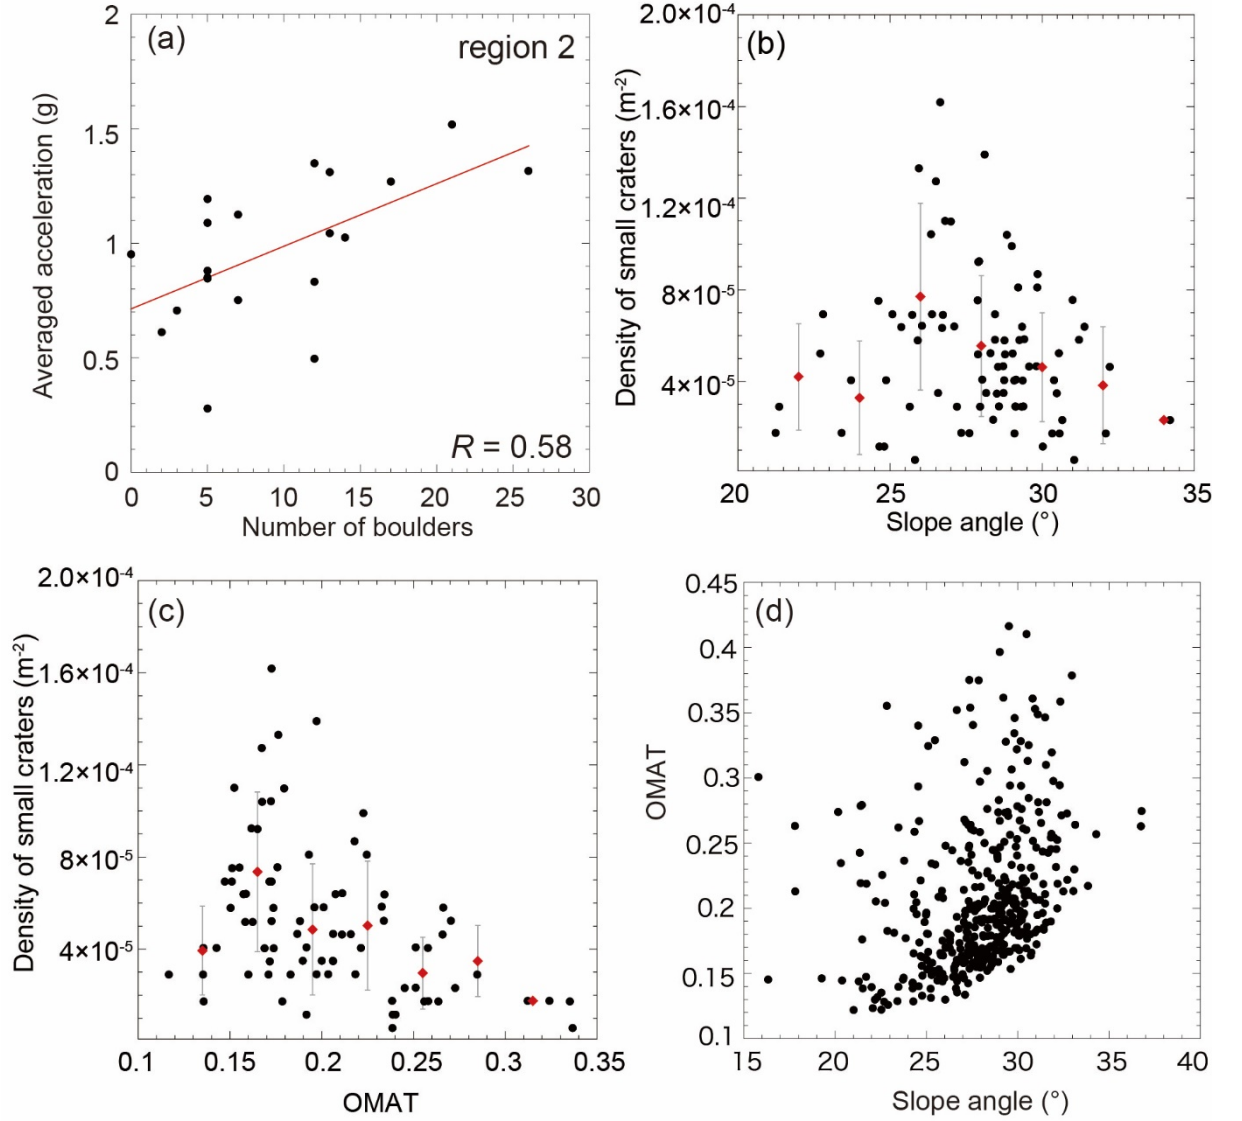 (a)
region 2
2
1.5
1
0.5
0
Averaged acceleration (g)
R = 0.58
0 5 10 15 20 25 30
Number of boulders
(b)
2.0×10⁻⁴
1.6×10⁻⁴
1.2×10⁻⁴
8×10⁻⁵
4×10⁻⁵
Density of small craters (m⁻²)
20 25 30 35
Slope angle (°)
(c)
2.0×10⁻⁴
1.6×10⁻⁴
1.2×10⁻⁴
8×10⁻⁵
4×10⁻⁵
Density of small craters (m⁻²)
0.1 0.15 0.2 0.25 0.3 0.35
OMAT
(d)
0.45
0.4
0.35
0.3
0.25
0.2
0.15
0.1
OMAT
15 20 25 30 35 40
Slope angle (°)